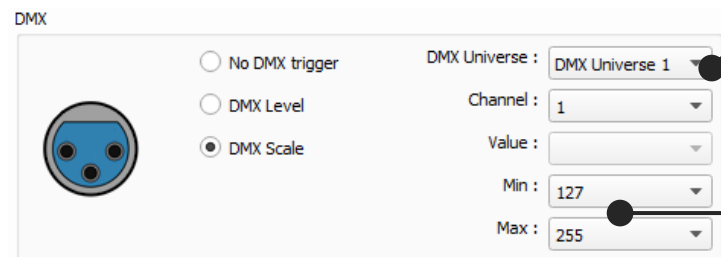 DMX
No DMX trigger
DMX Level
DMX Scale
DMX Universe : DMX Universe 1
Channel : 1
Value :
Min : 127
Max : 255